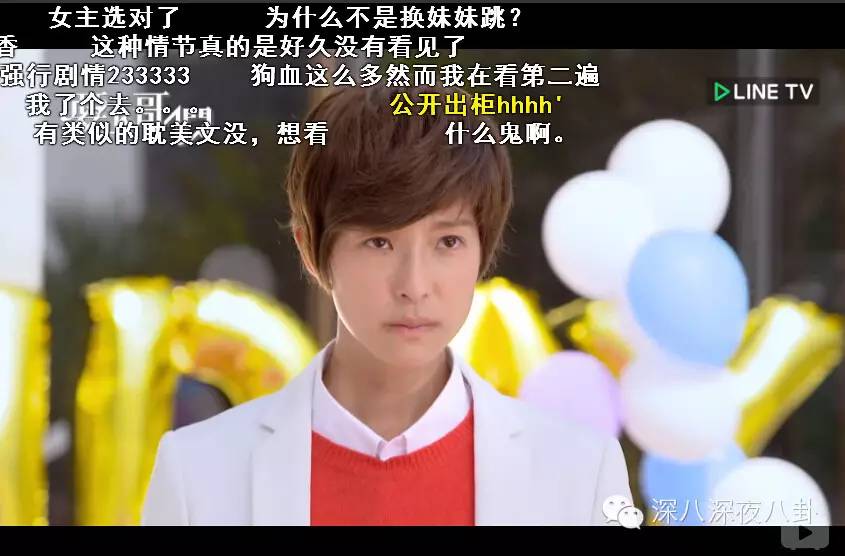 女主选对了 为什么不是换妹妹跳？
香 这种情节真的是好久没有看见了
强行剧情233333 狗血这么多然而我在看第二遍
LINE TV
我了个去。。。 公开出柜hhhh'
哥們
有类似的耽美文没，想看 什么鬼啊。
深八深夜八卦